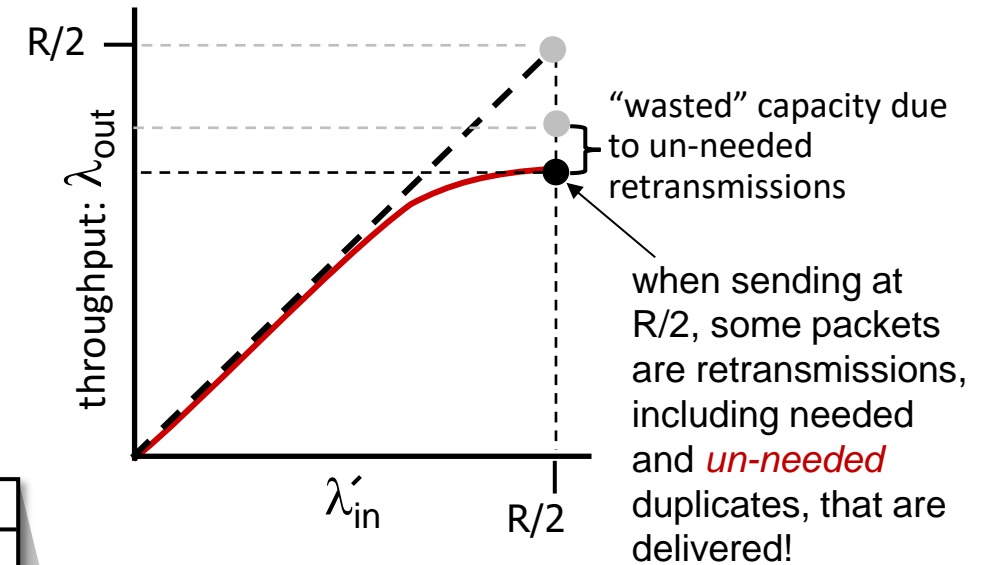 R/2
throughput: λout
“wasted” capacity due
to un-needed
retransmissions
when sending at
R/2, some packets
are retransmissions,
including needed
and un-needed
duplicates, that are
delivered!
λ′in
R/2